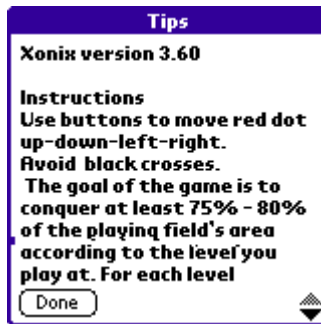 Tips
Xonix version 3.60
Instructions
Use buttons to move red dot
up-down-left-right.
Avoid black crosses.
The goal of the game is to
conquer at least 75% - 80%
of the playing field's area
according to the level you
play at. For each level
Done